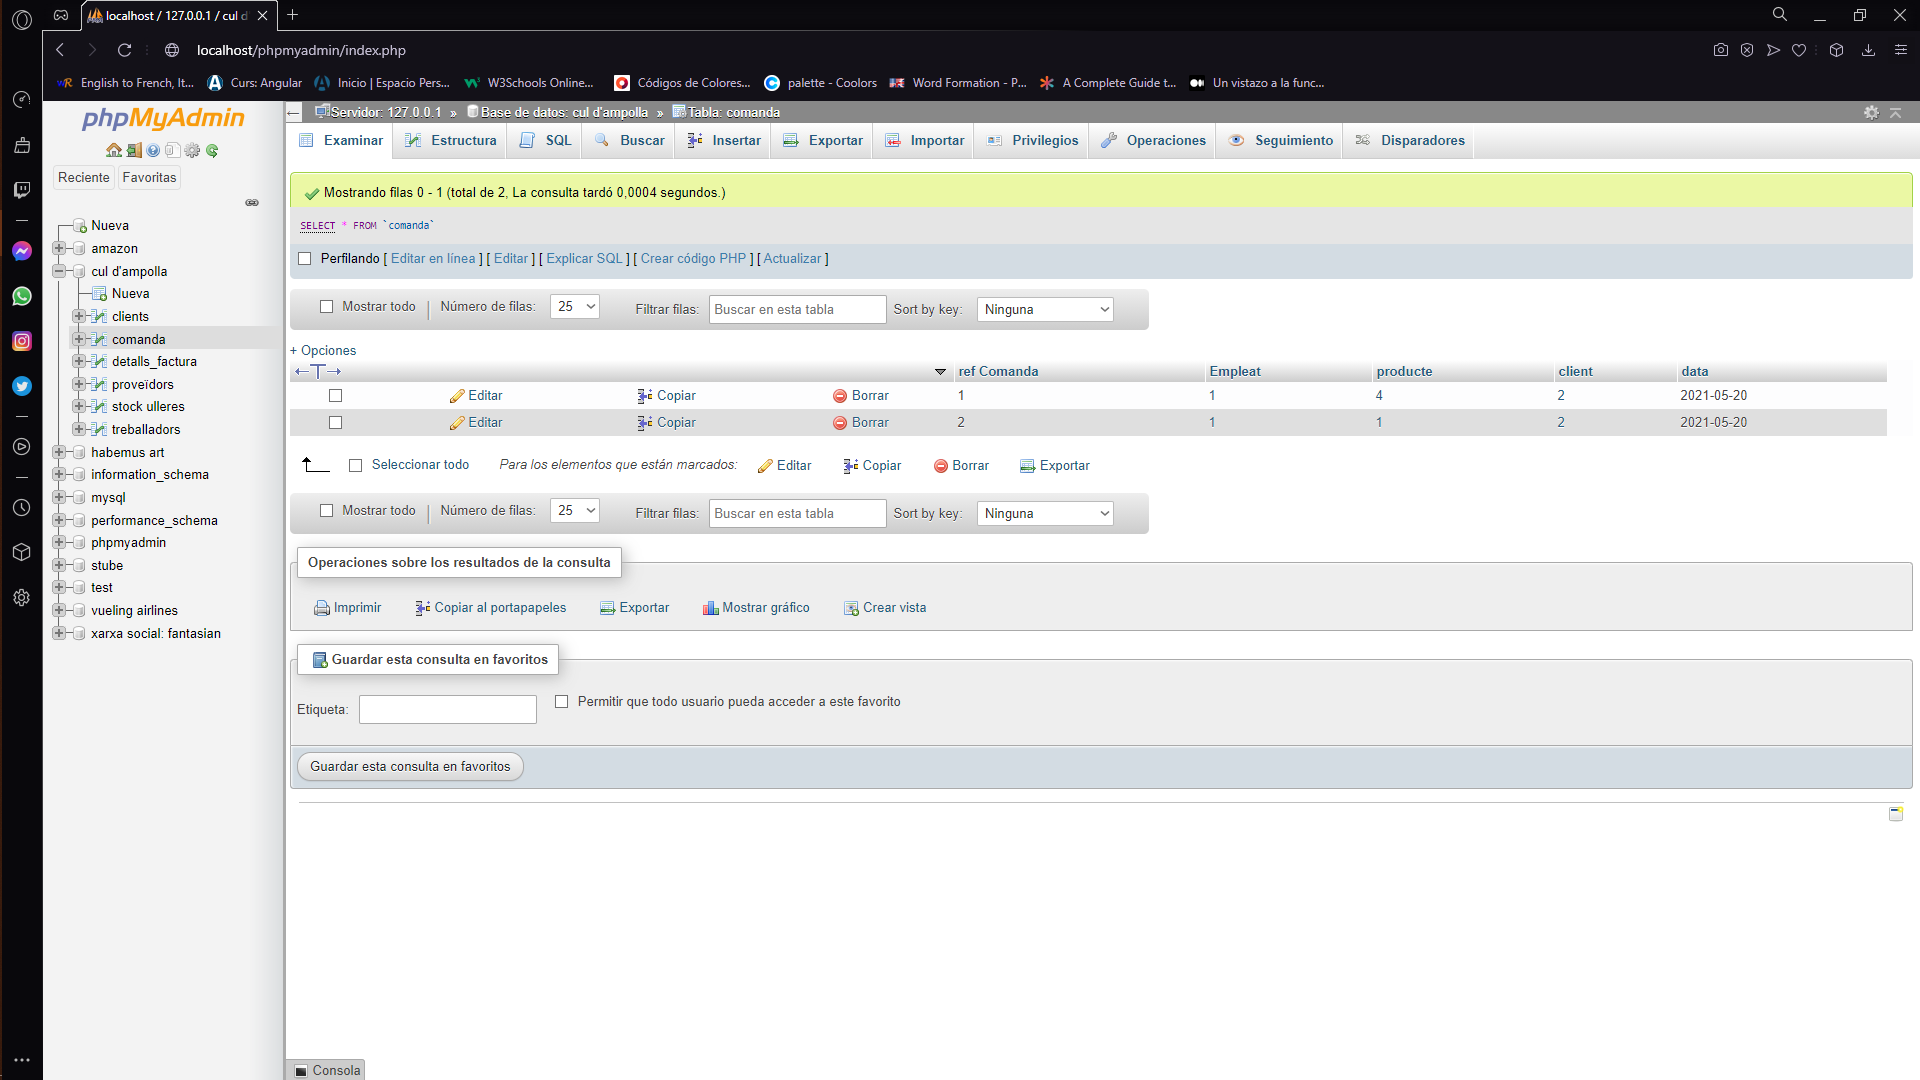 localhost / 127.0.0.1 / cul d
localhost/phpmyadmin/index.php
English to French, It...
Curs: Angular
Inicio | Espacio Pers...
W3Schools Online...
Códigos de Colores...
palette - Coolors
Word Formation - P...
A Complete Guide t...
Un vistazo a la func...
phpMyAdmin
Reciente
Favoritas
Nueva
amazon
cul d'ampolla
Nueva
clients
comanda
detalls_factura
proveïdors
stock ulleres
treballadors
habemus art
information_schema
mysql
performance_schema
phpmyadmin
stube
test
vueling airlines
xarxa social: fantasian
Servidor: 127.0.0.1 » Base de datos: cul d'ampolla » Tabla: comanda
Examinar Estructura SQL Buscar Insertar Exportar Importar Privilegios Operaciones Seguimiento Disparadores
Mostrando filas 0 - 1 (total de 2, La consulta tardó 0,0004 segundos.)
SELECT * FROM `comanda`
Perfilando [ Editar en línea ] [ Editar ] [ Explicar SQL ] [ Crear código PHP ] [ Actualizar ]
Mostrar todo | Número de filas: 25 Filtrar filas: Buscar en esta tabla Sort by key: Ninguna
+ Opciones
←T→ ref Comanda Empleat producte client data
Editar Copiar Borrar 1 1 4 2 2021-05-20
Editar Copiar Borrar 2 1 1 2 2021-05-20
Seleccionar todo Para los elementos que están marcados: Editar Copiar Borrar Exportar
Mostrar todo | Número de filas: 25 Filtrar filas: Buscar en esta tabla Sort by key: Ninguna
Operaciones sobre los resultados de la consulta
Imprimir Copiar al portapapeles Exportar Mostrar gráfico Crear vista
Guardar esta consulta en favoritos
Etiqueta: Permitir que todo usuario pueda acceder a este favorito
Guardar esta consulta en favoritos
Consola